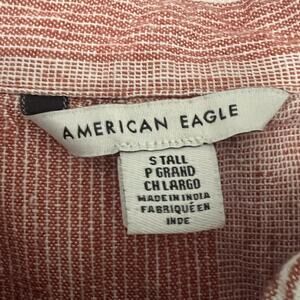 AMERICAN EAGLE
S TALL
P GRAND
CH LARGO
MADE IN INDIA
FABRIQUÉ EN
INDE